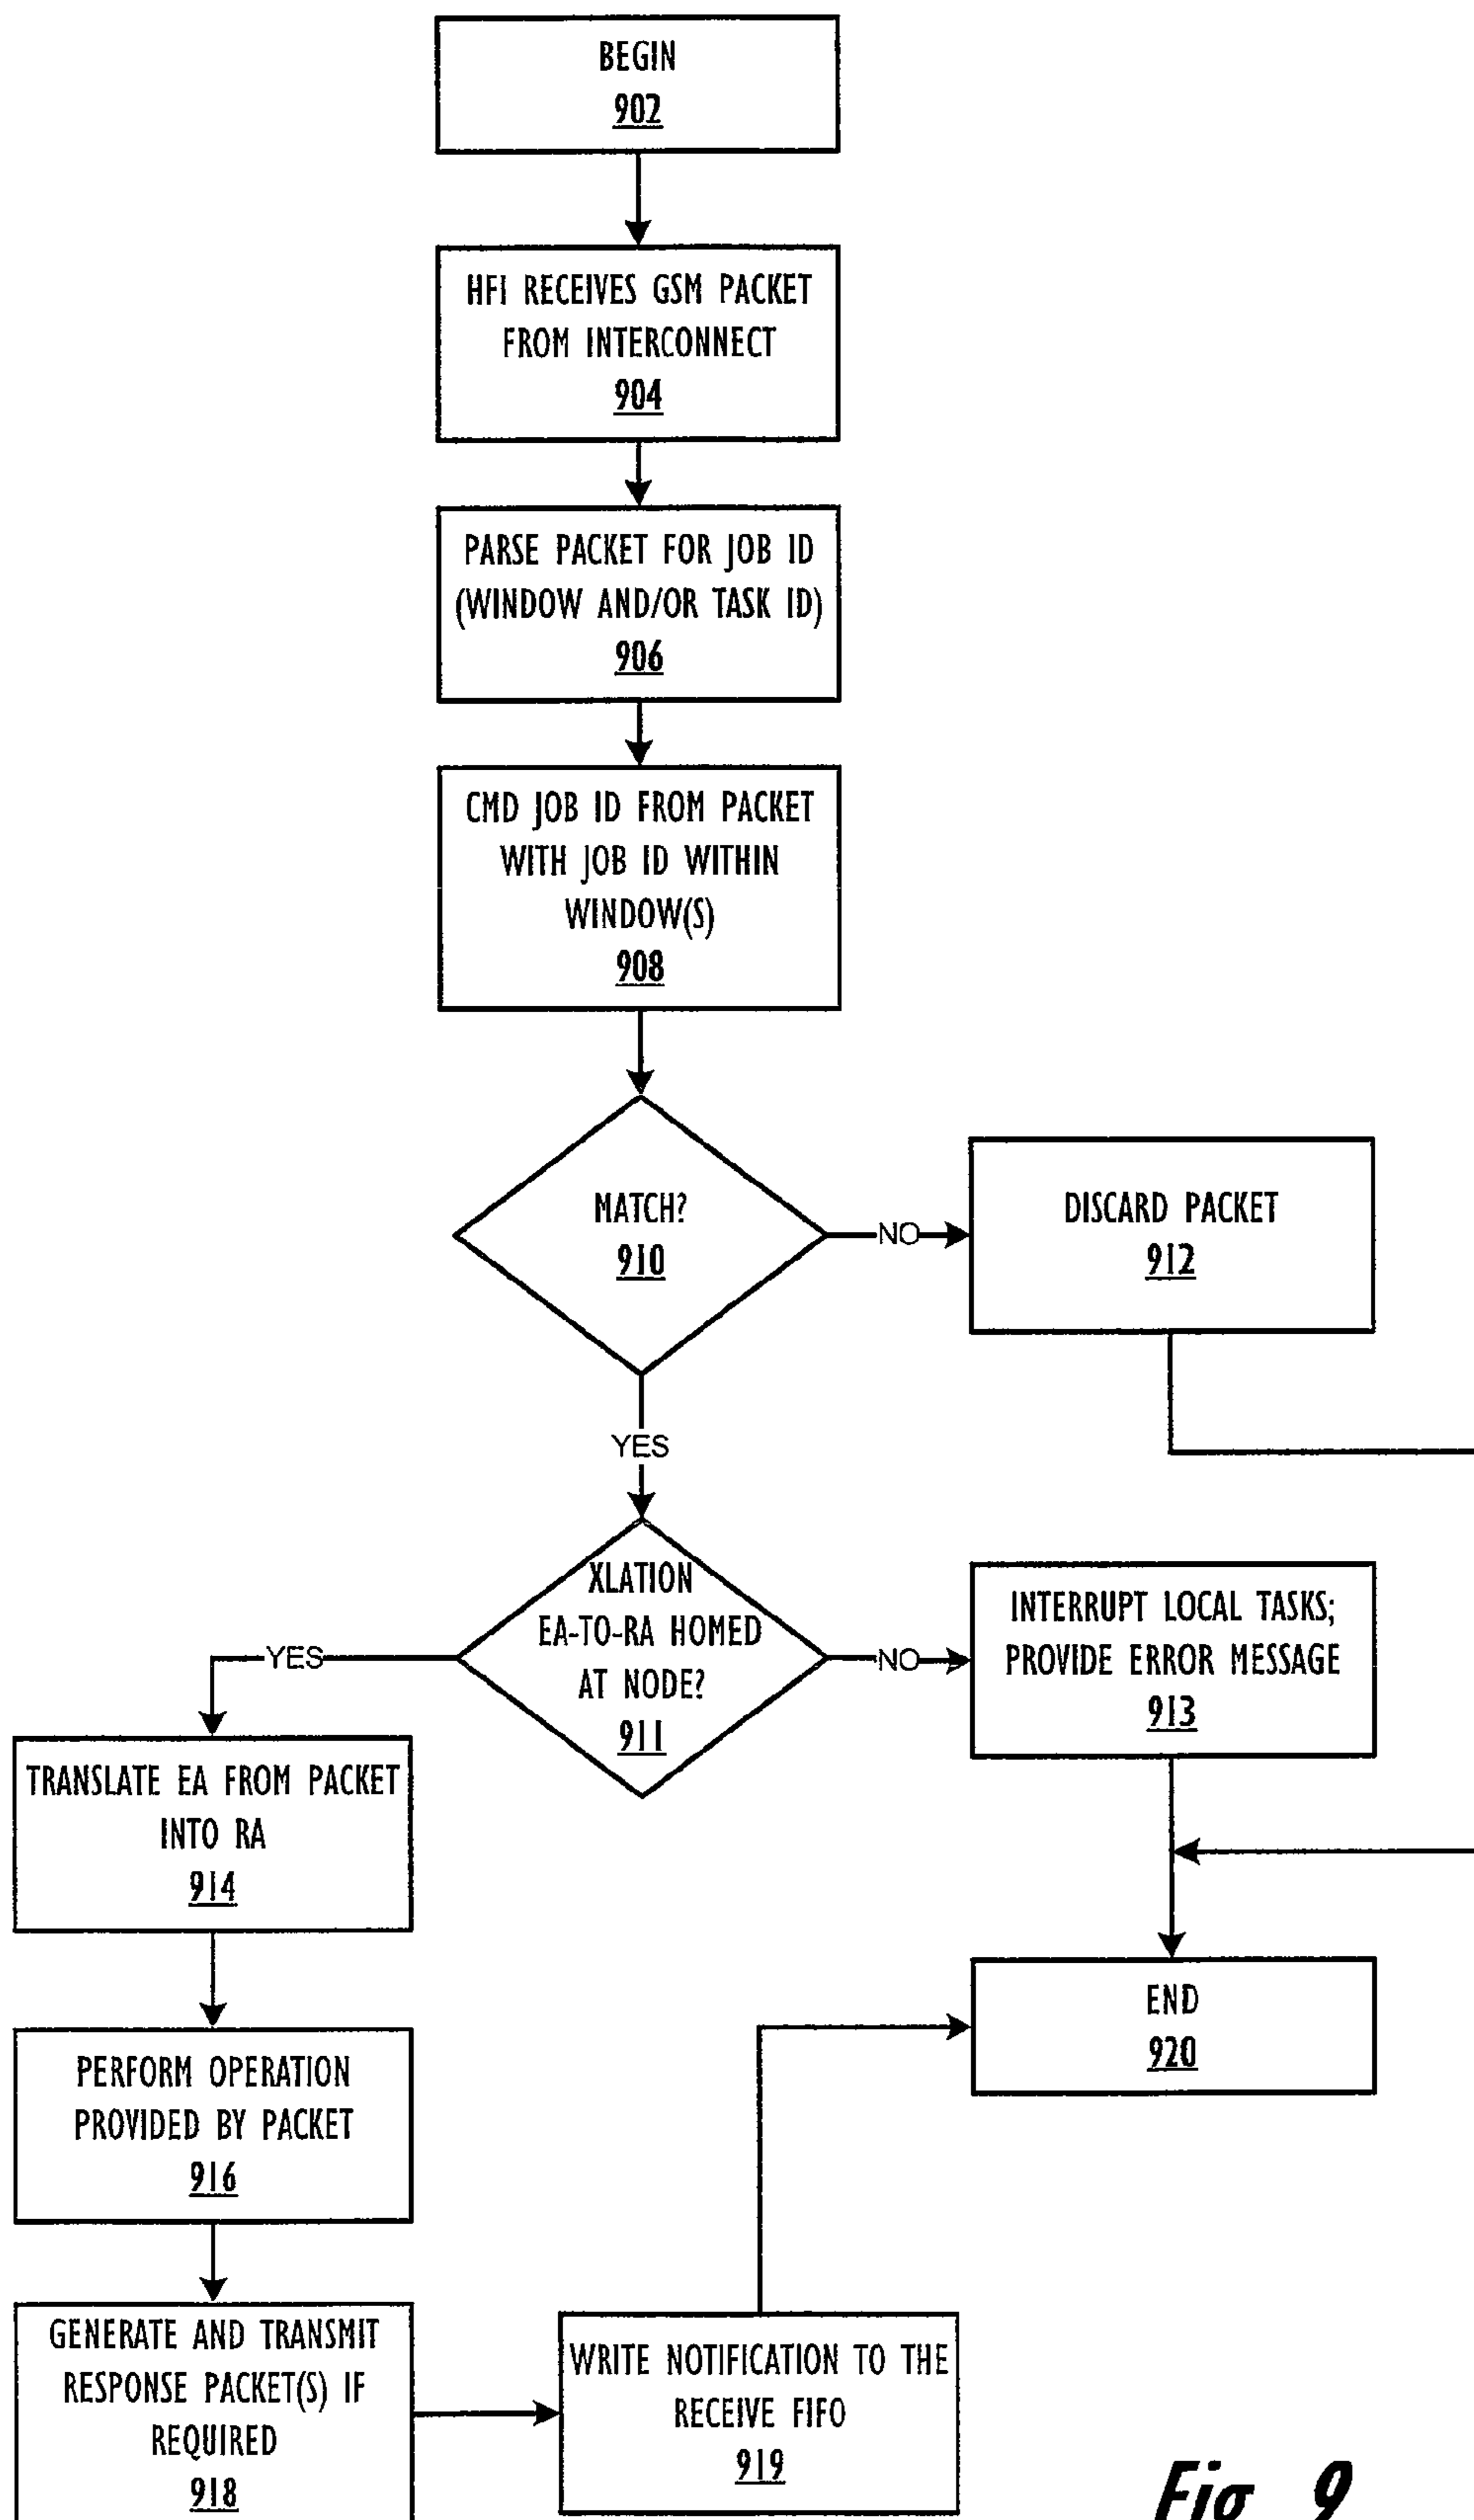 BEGIN
902
HFI RECEIVES GSM PACKET
FROM INTERCONNECT
904
PARSE PACKET FOR JOB ID
(WINDOW AND/OR TASK ID)
906
CMD JOB ID FROM PACKET
WITH JOB ID WITHIN
WINDOW(S)
908
MATCH?
910
NO
DISCARD PACKET
912
YES
XLATION
EA-TO-RA HOMED
AT NODE?
911
NO
INTERRUPT LOCAL TASKS;
PROVIDE ERROR MESSAGE
913
YES
TRANSLATE EA FROM PACKET
INTO RA
914
END
920
PERFORM OPERATION
PROVIDED BY PACKET
916
GENERATE AND TRANSMIT
RESPONSE PACKET(S) IF
REQUIRED
918
WRITE NOTIFICATION TO THE
RECEIVE FIFO
919
Fig. 9